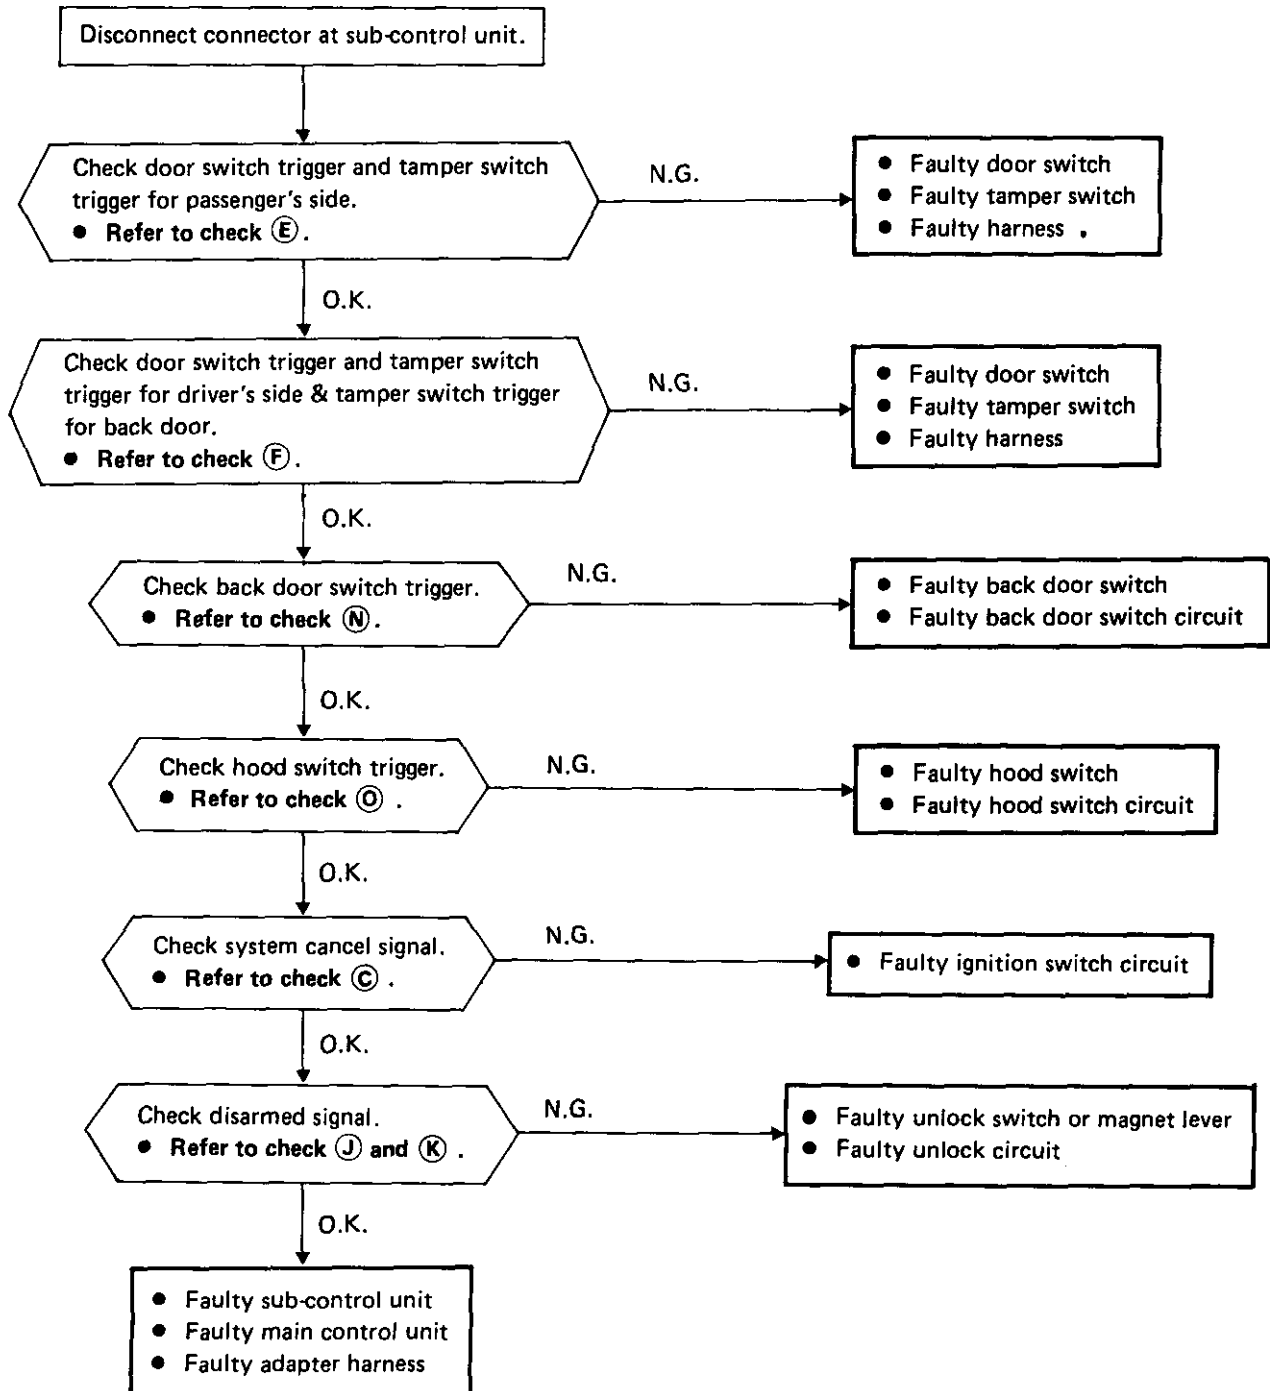 Disconnect connector at sub-control unit.
Check door switch trigger and tamper switch
trigger for passenger's side.
● Refer to check Ⓔ.
N.G.
● Faulty door switch
● Faulty tamper switch
● Faulty harness .
O.K.
Check door switch trigger and tamper switch
trigger for driver's side & tamper switch trigger
for back door.
● Refer to check Ⓕ.
N.G.
● Faulty door switch
● Faulty tamper switch
● Faulty harness
O.K.
Check back door switch trigger.
● Refer to check Ⓝ.
N.G.
● Faulty back door switch
● Faulty back door switch circuit
O.K.
Check hood switch trigger.
● Refer to check Ⓞ .
N.G.
● Faulty hood switch
● Faulty hood switch circuit
O.K.
Check system cancel signal.
● Refer to check Ⓒ .
N.G.
● Faulty ignition switch circuit
O.K.
Check disarmed signal.
● Refer to check Ⓙ and Ⓚ .
N.G.
● Faulty unlock switch or magnet lever
● Faulty unlock circuit
O.K.
● Faulty sub-control unit
● Faulty main control unit
● Faulty adapter harness